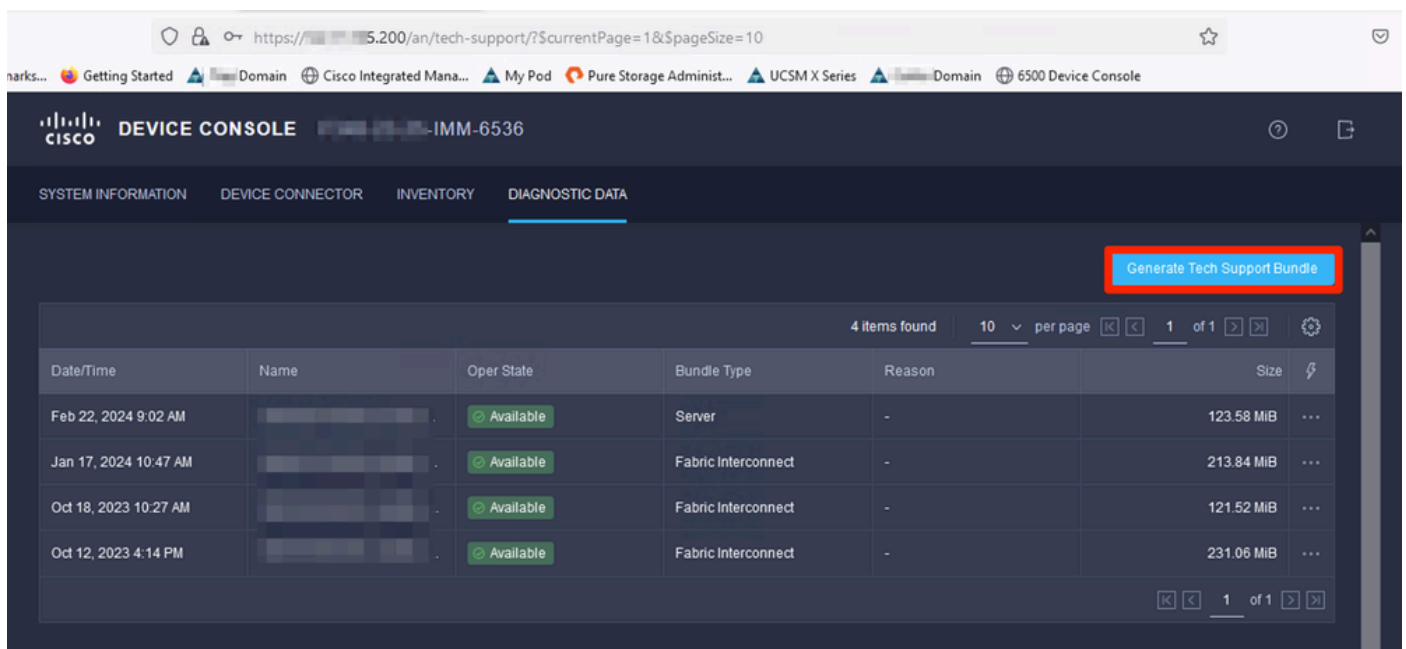 https:// 5.200/an/tech-support/?$currentPage=1&$pageSize=10
narks... Getting Started Domain Cisco Integrated Mana... My Pod Pure Storage Administ... UCSM X Series Domain 6500 Device Console
CISCO DEVICE CONSOLE -IMM-6536
SYSTEM INFORMATION DEVICE CONNECTOR INVENTORY DIAGNOSTIC DATA
Generate Tech Support Bundle
4 items found 10 per page 1 of 1
Date/Time Name Oper State Bundle Type Reason Size
Feb 22, 2024 9:02 AM . Available Server - 123.58 MiB ...
Jan 17, 2024 10:47 AM . Available Fabric Interconnect - 213.84 MiB ...
Oct 18, 2023 10:27 AM . Available Fabric Interconnect - 121.52 MiB ...
Oct 12, 2023 4:14 PM . Available Fabric Interconnect - 231.06 MiB ...
1 of 1